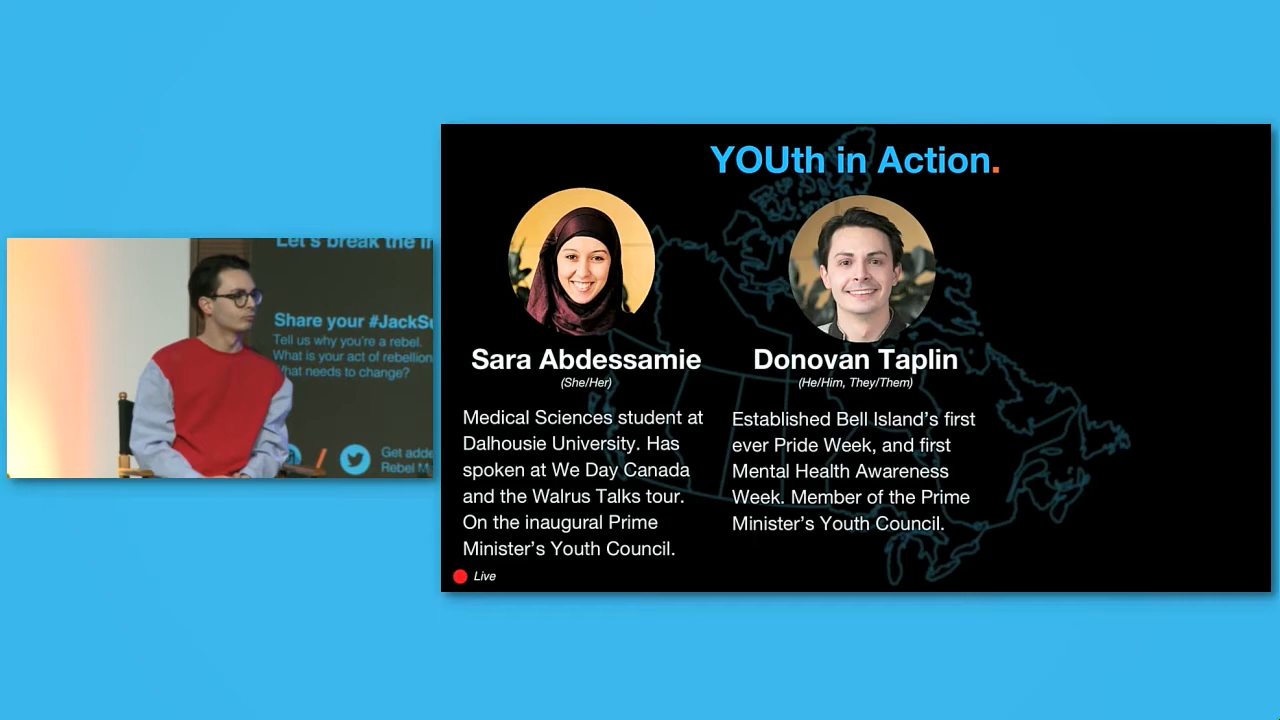 Let's break the
Share your
Tell us why you're a rebel.
What is your act of rebellion
What needs to change?
Get adde
Rebel M
YOUth in Action.
Sara Abdessamie
(She/Her)
Medical Sciences student at
Dalhousie University. Has
spoken at We Day Canada
and the Walrus Talks tour.
On the inaugural Prime
Minister's Youth Council.
Donovan Taplin
(He/Him, They/Them)
Established Bell Island's first
ever Pride Week, and first
Mental Health Awareness
Week. Member of the Prime
Minister's Youth Council.
Live